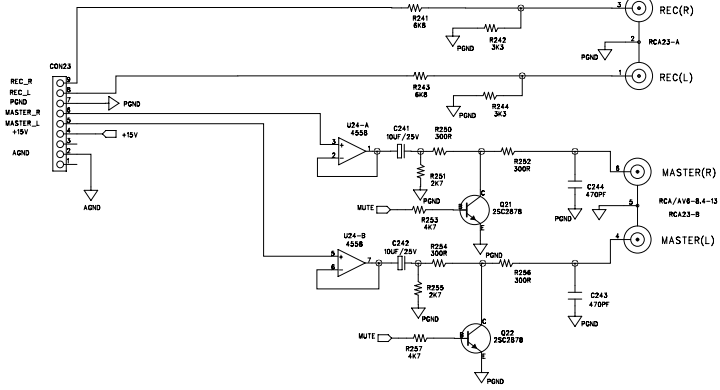 R241
6K8
3
REC(R)
R242
3K3
PGND
2
PGND
RCA23-A
CON23
REC_R
9
REC_L
8
PGND
7
PGND
MASTER_R
6
MASTER_L
5
+15V
4
+15V
3
AGND
2
1
AGND
R243
6K8
1
REC(L)
R244
3K3
PGND
U24-A
4558
3
+
2
-
1
C241
10UF/25V
R250
300R
R251
2K7
PGND
R252
300R
C
Q21
2SC2878
B
E
MUTE
R253
4K7
PGND
C244
470PF
PGND
6
MASTER(R)
5
PGND
RCA/AV6-8.4-13
RCA23-B
4
MASTER(L)
U24-B
4558
5
+
6
-
7
C242
10UF/25V
R254
300R
R255
2K7
PGND
R256
300R
C243
470PF
PGND
C
Q22
2SC2878
B
E
MUTE
R257
4K7
PGND